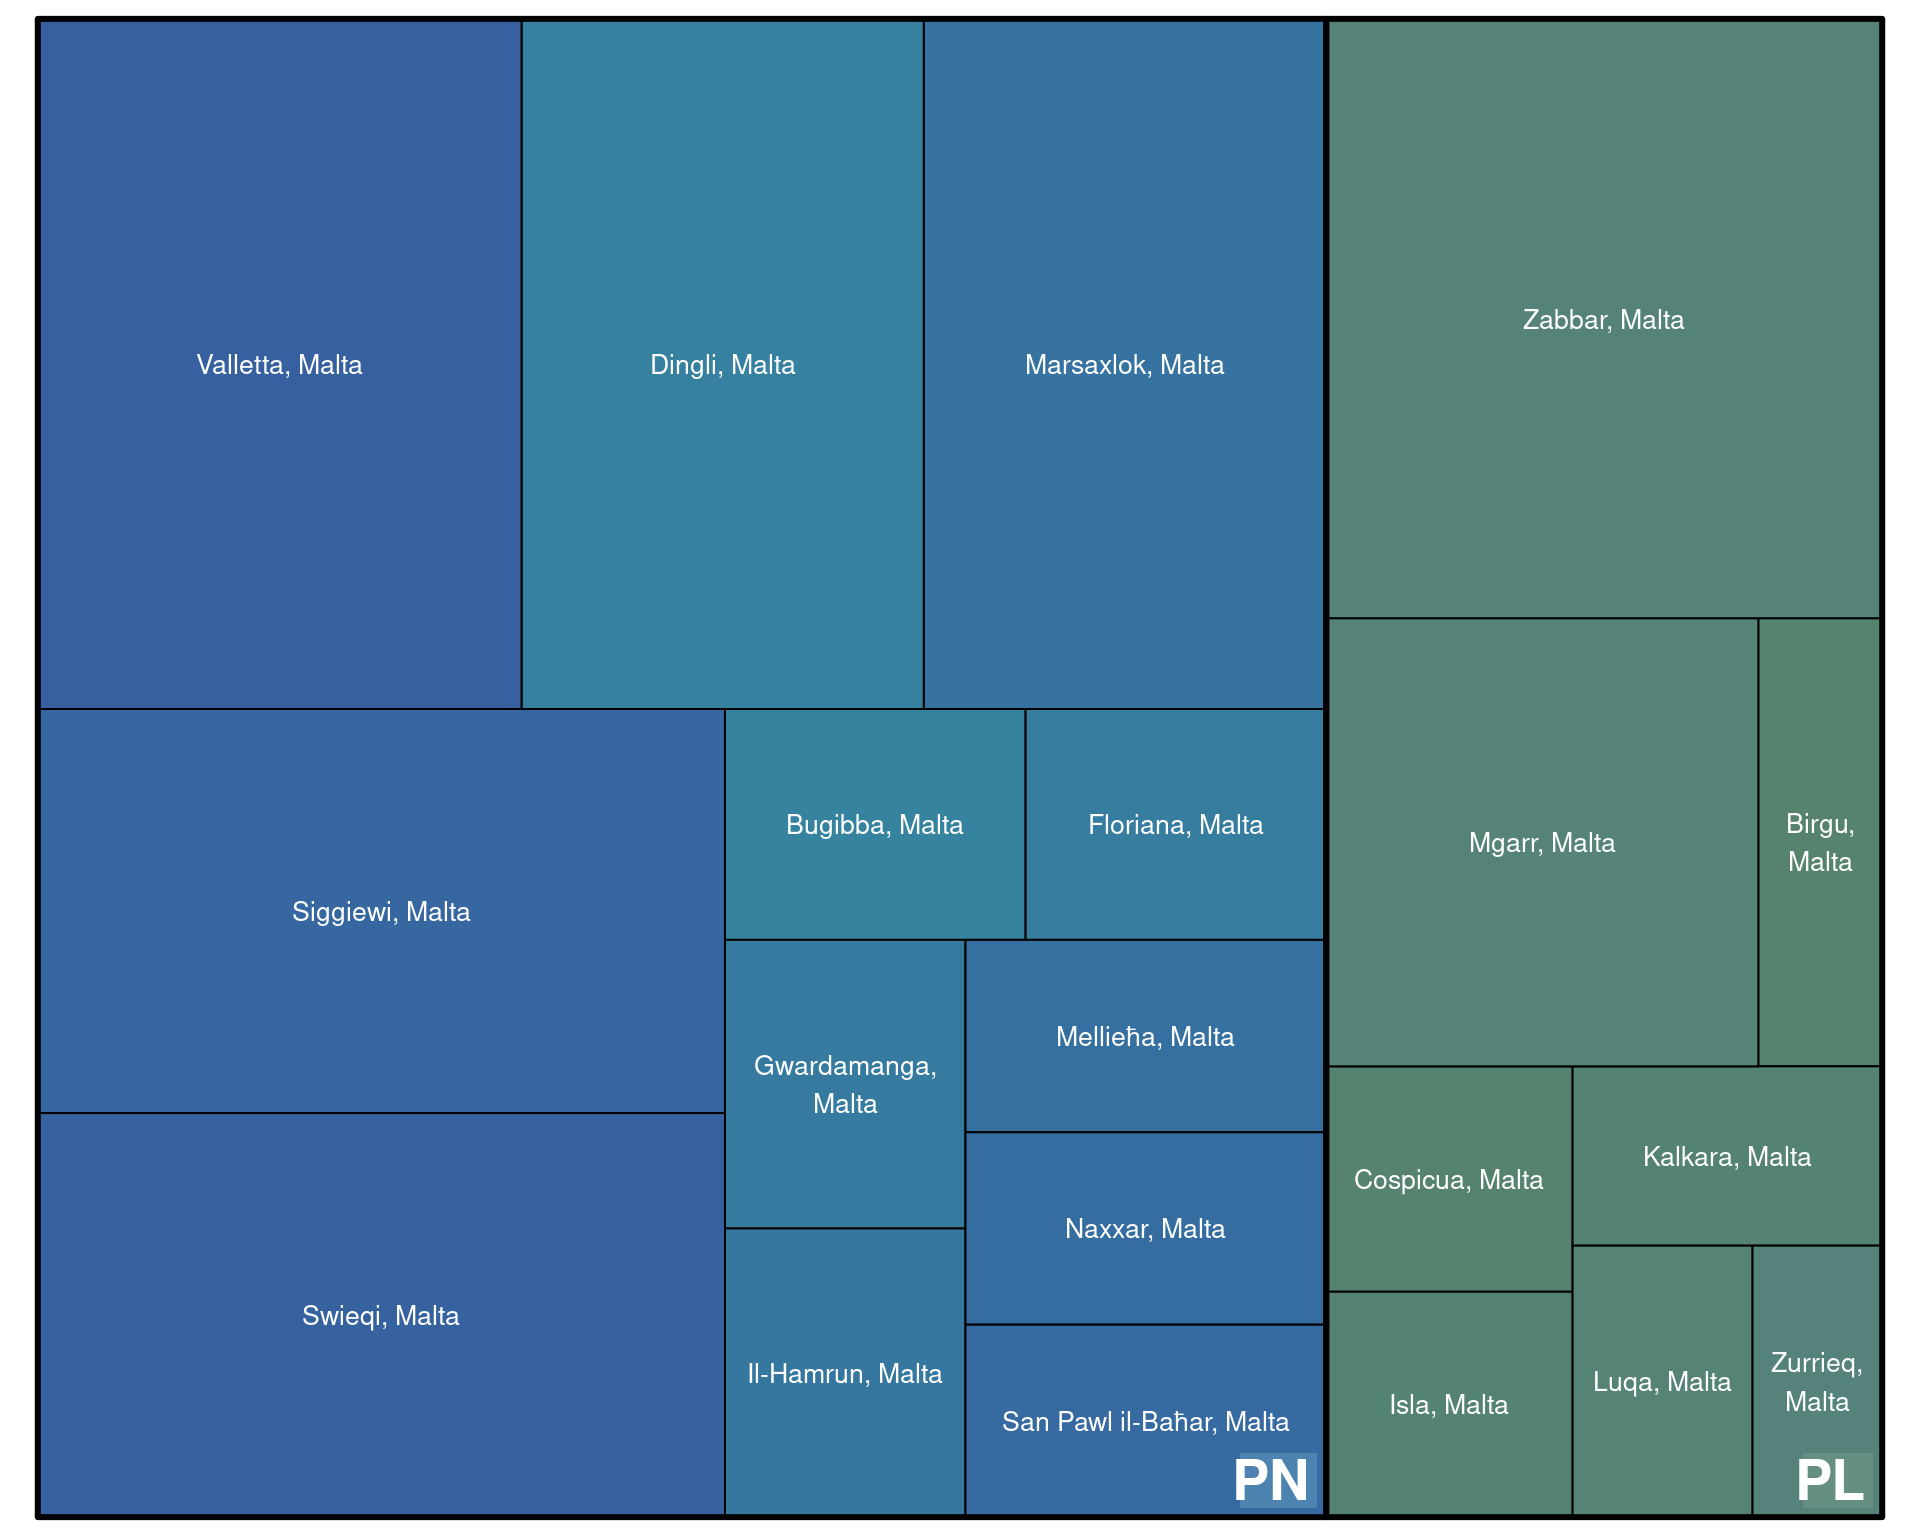 Valletta, Malta
Dingli, Malta
Marsaxlok, Malta
Zabbar, Malta
Siggiewi, Malta
Bugibba, Malta
Floriana, Malta
Mgarr, Malta
Birgu,
Malta
Gwardamanga,
Malta
Mellieħa, Malta
Swieqi, Malta
Naxxar, Malta
Cospicua, Malta
Kalkara, Malta
Il-Hamrun, Malta
San Pawl il-Baħar, Malta
Isla, Malta
Luqa, Malta
Zurrieq,
Malta
PN
PL